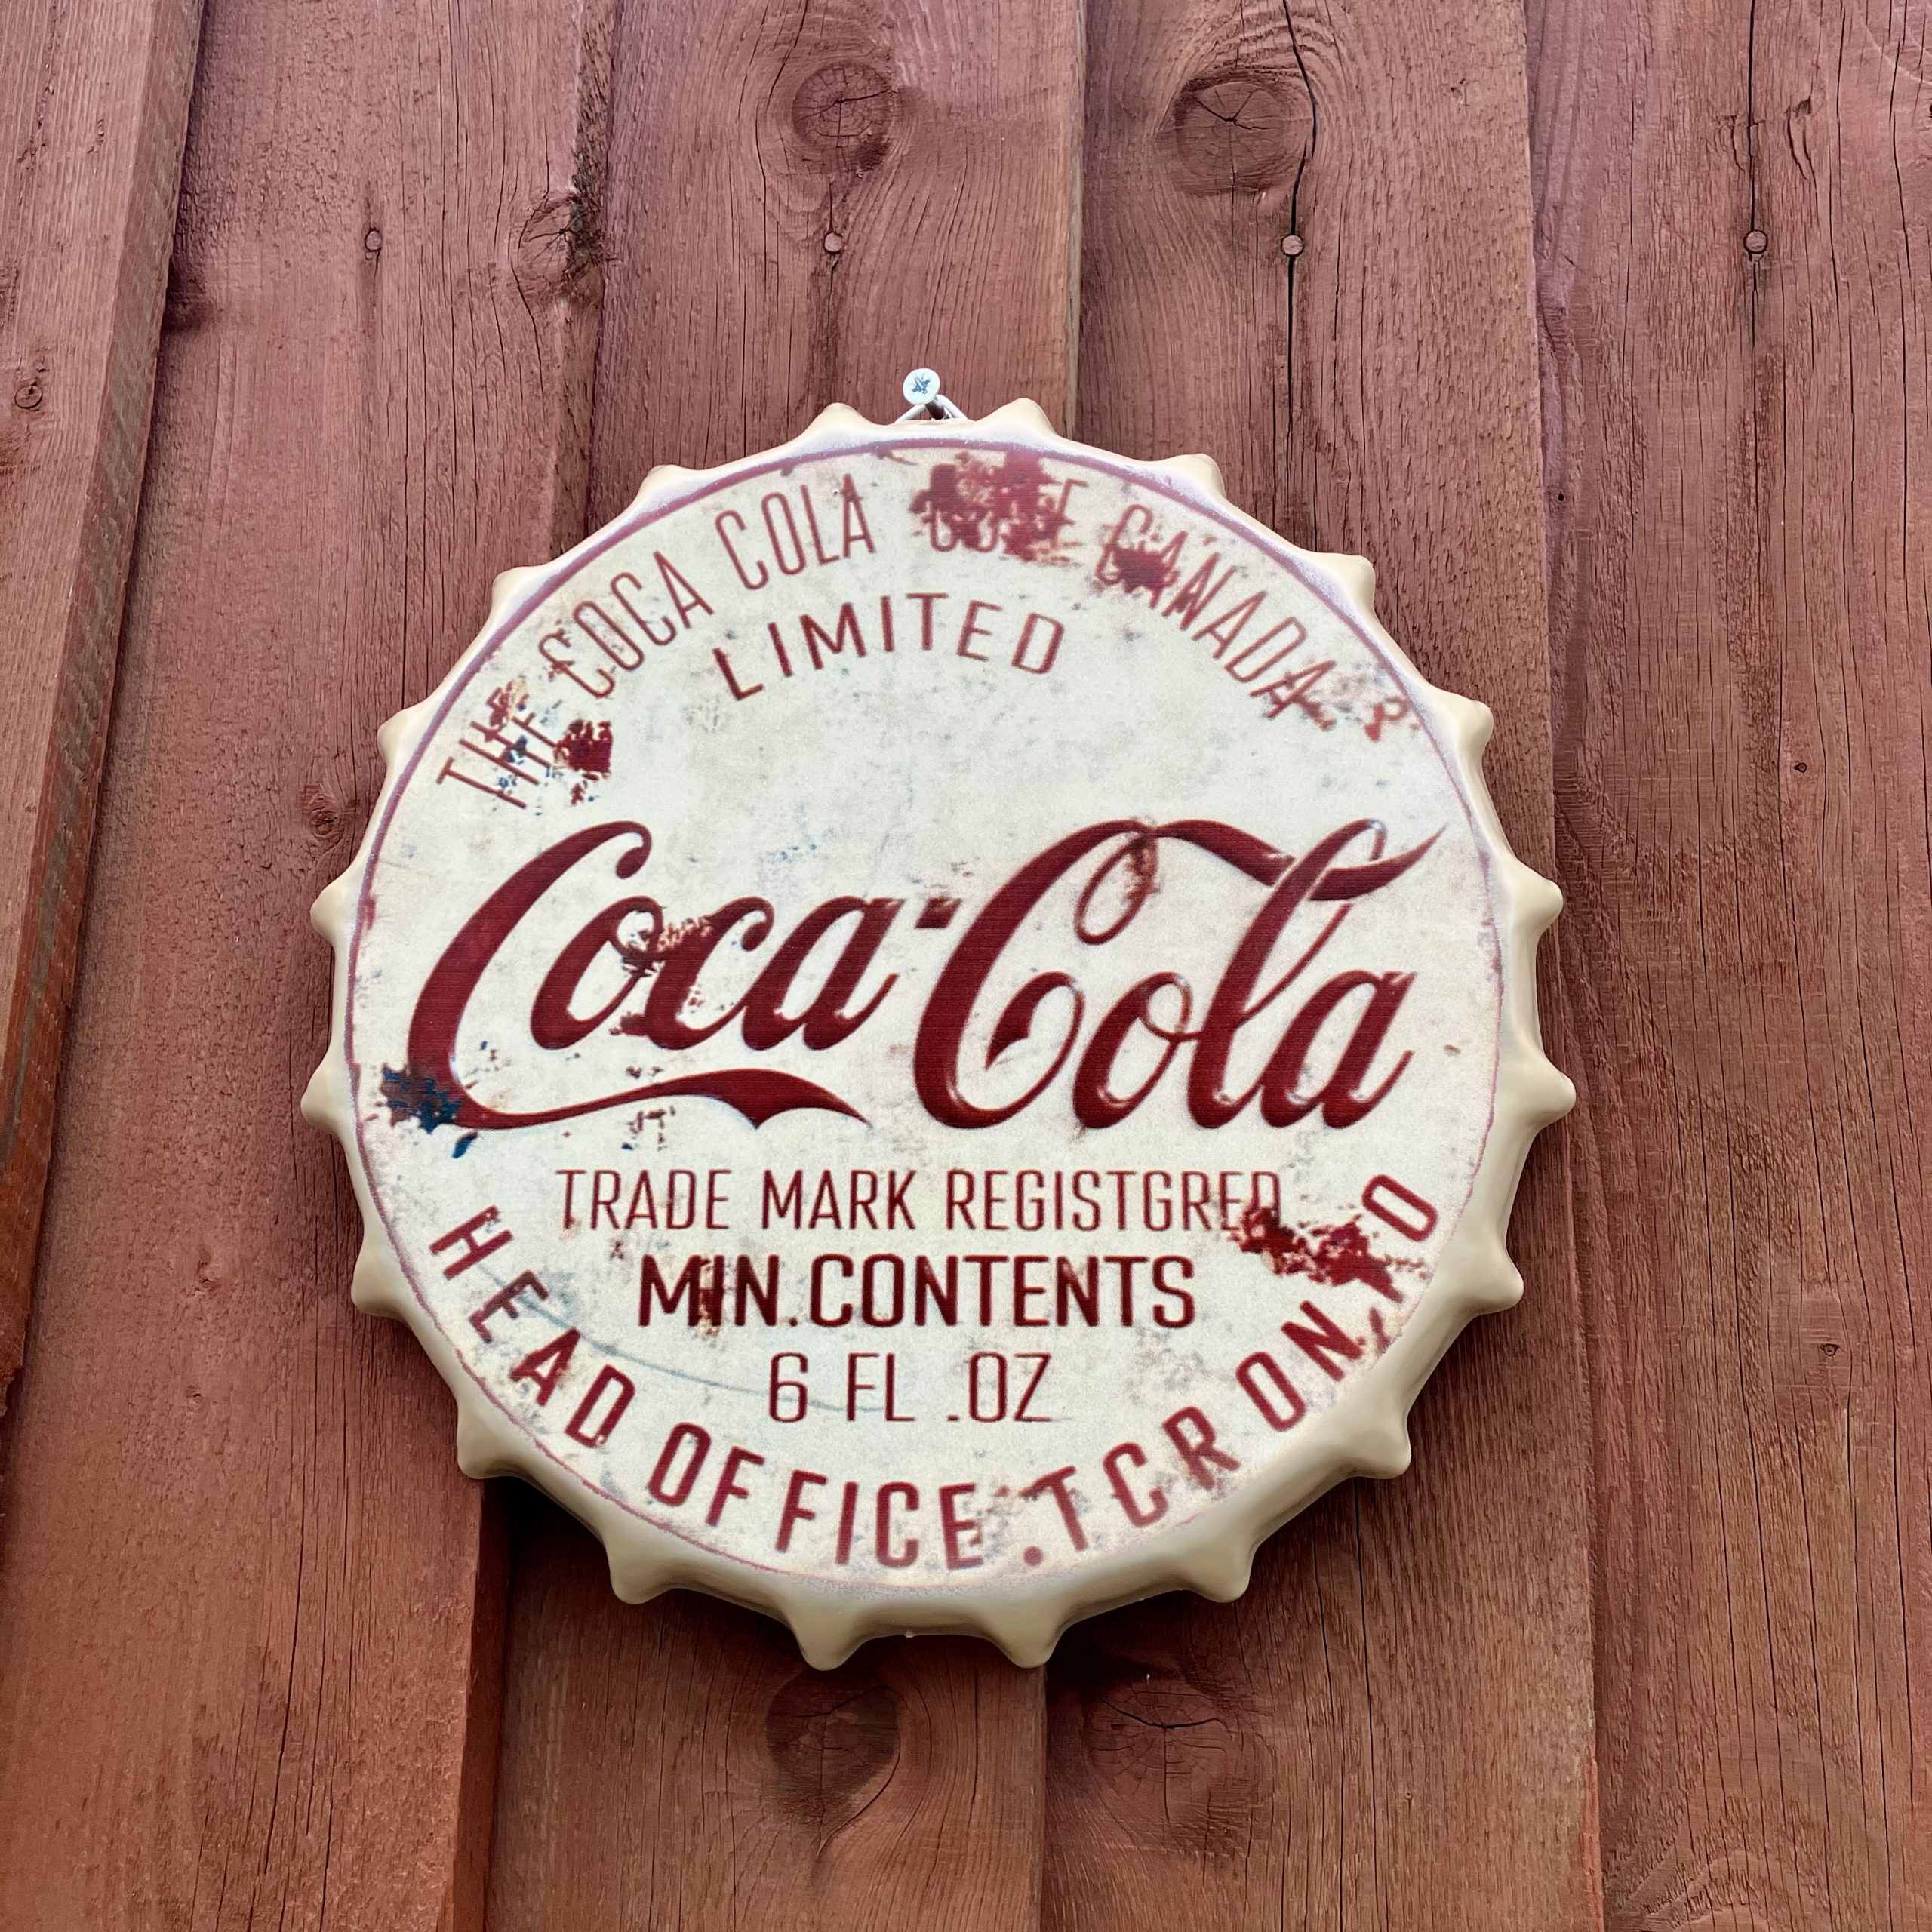 THE COCA COLA CANADA
LIMITED
Coca-Cola
TRADE MARK REGISTGRED
MIN.CONTENTS
6 FL .OZ
HEAD OFFICE .TCRON,O